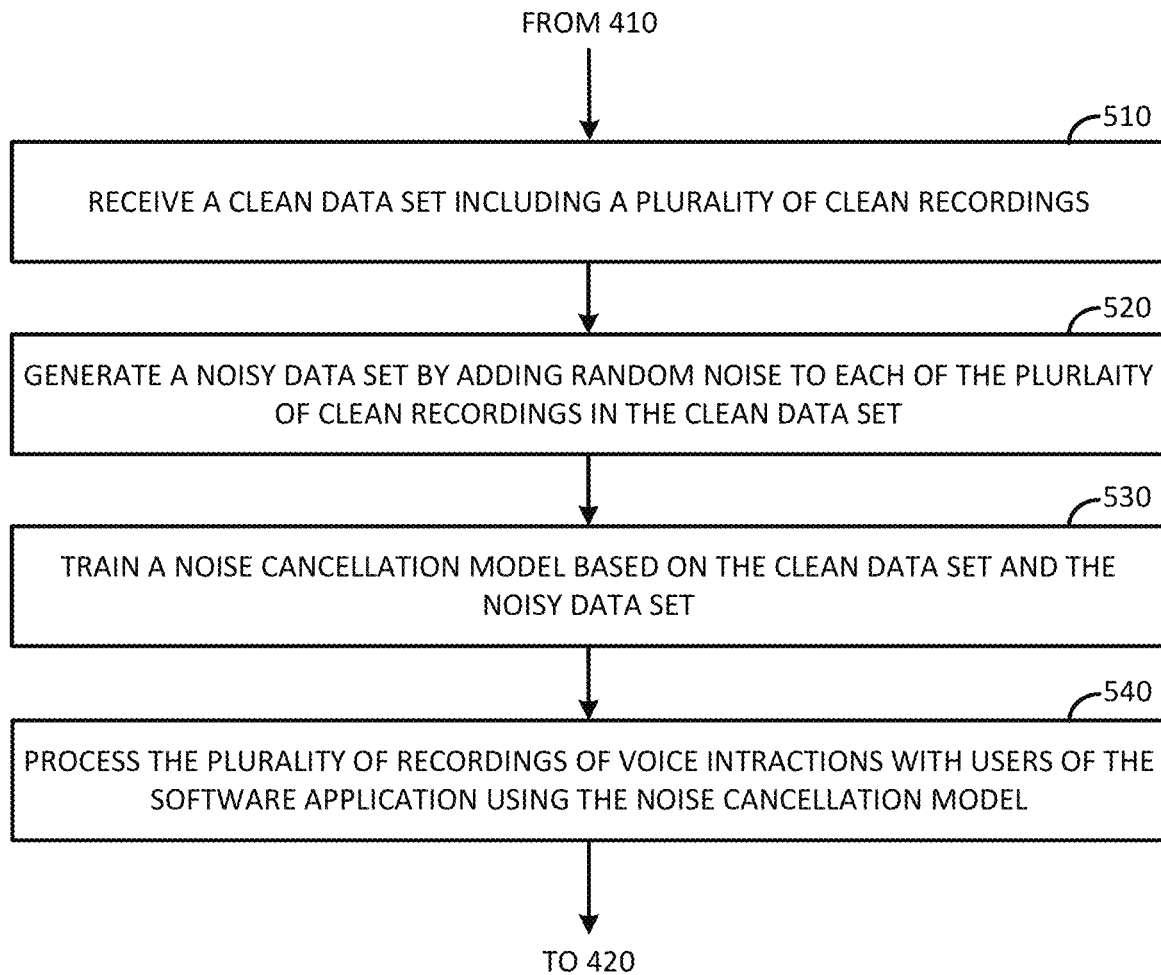 FROM 410
510
RECEIVE A CLEAN DATA SET INCLUDING A PLURALITY OF CLEAN RECORDINGS
520
GENERATE A NOISY DATA SET BY ADDING RANDOM NOISE TO EACH OF THE PLURLAITY
OF CLEAN RECORDINGS IN THE CLEAN DATA SET
530
TRAIN A NOISE CANCELLATION MODEL BASED ON THE CLEAN DATA SET AND THE
NOISY DATA SET
540
PROCESS THE PLURALITY OF RECORDINGS OF VOICE INTRACTIONS WITH USERS OF THE
SOFTWARE APPLICATION USING THE NOISE CANCELLATION MODEL
TO 420